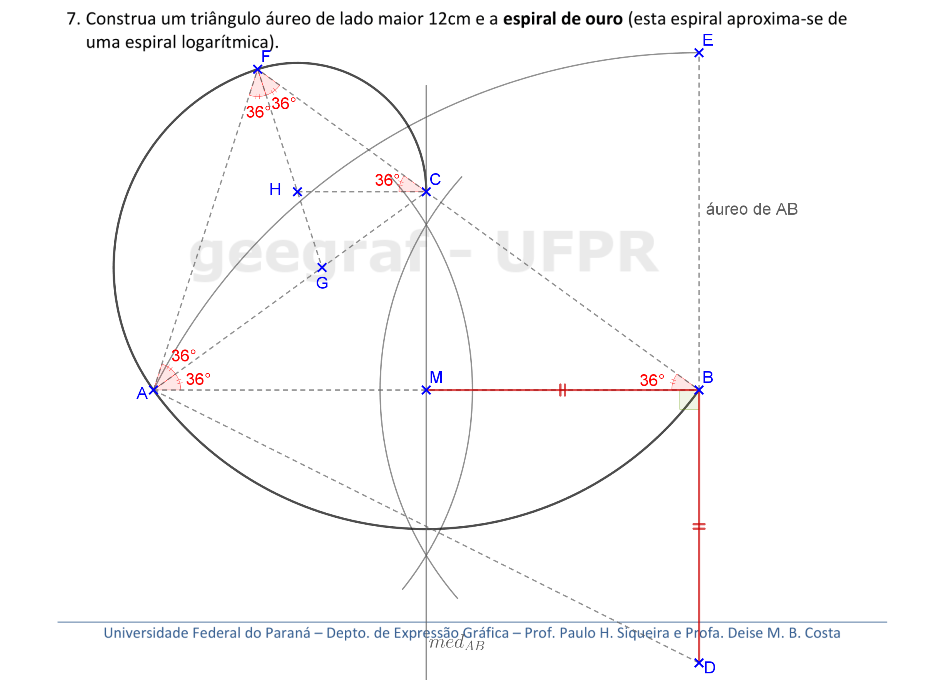 7. Construa um triângulo áureo de lado maior 12cm e a espiral de ouro (esta espiral aproxima-se de
uma espiral logarítmica).
E
F
36° 36°
36° C
H
áureo de AB
geegraf - UFPR
G
36°
36°
A
M
36° B
Universidade Federal do Paraná – Depto. de Expressão Gráfica – Prof. Paulo H. Siqueira e Profa. Deise M. B. Costa
med_AB
D